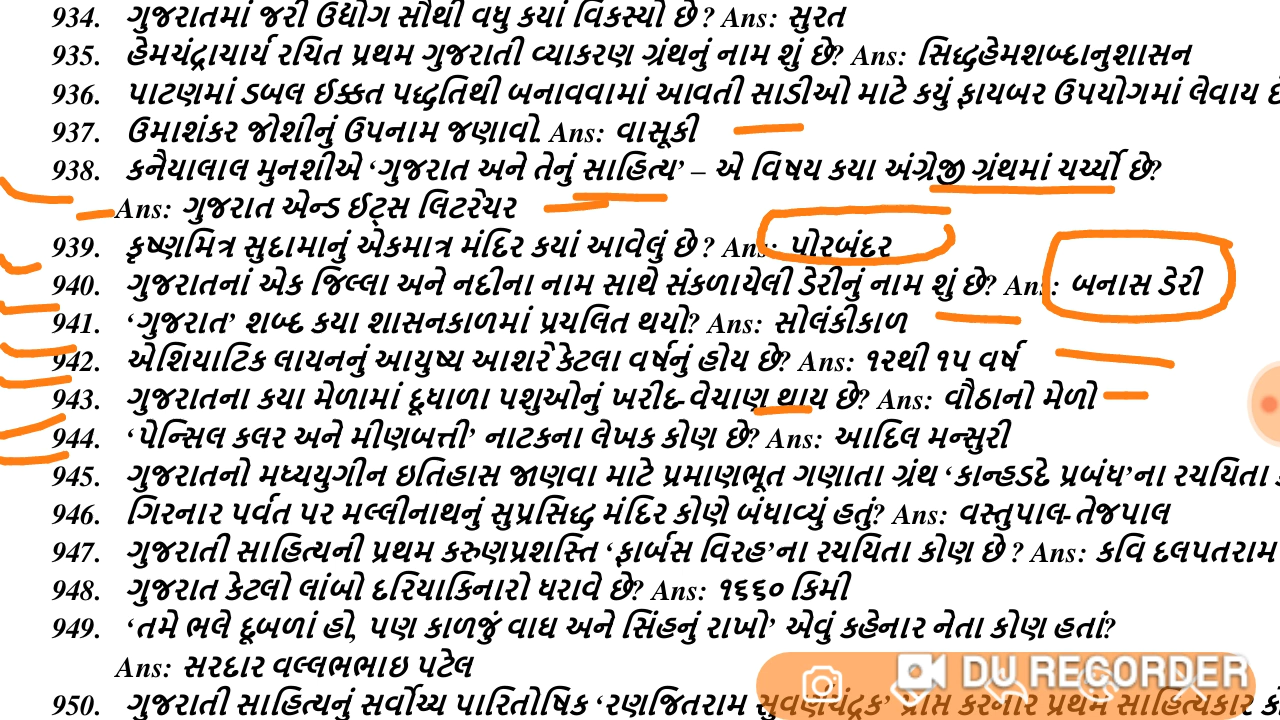 934. ગુજરાતમાં જરી ઉદ્યોગ સૌથી વધુ કયાં વિકસ્યો છે ? Ans: સુરત
935. હેમચંદ્રાચાર્ય રચિત પ્રથમ ગુજરાતી વ્યાકરણ ગ્રંથનું નામ શું છે? Ans: સિદ્ધહેમશબ્દાનુશાસન
936. પાટણમાં ડબલ ઈક્કત પદ્ધતિથી બનાવવામાં આવતી સાડીઓ માટે કયું ફાયબર ઉપયોગમાં લેવાય
937. ઉમાશંકર જોશીનું ઉપનામ જણાવો. Ans: વાસૂકી
938. કનૈયાલાલ મુનશીએ ‘ગુજરાત અને તેનું સાહિત્ય’ – એ વિષય કયા અંગ્રેજી ગ્રંથમાં ચર્ચ્યો છે?
Ans: ગુજરાત એન્ડ ઈટ્સ લિટરેચર
939. કૃષ્ણમિત્ર સુદામાનું એકમાત્ર મંદિર કયાં આવેલું છે ? Ans: પોરબંદર
940. ગુજરાતનાં એક જિલ્લા અને નદીના નામ સાથે સંકળાયેલી ડેરીનું નામ શું છે? Ans: બનાસ ડેરી
941. ‘ગુજરાત’ શબ્દ કયા શાસનકાળમાં પ્રચલિત થયો? Ans: સોલંકીકાળ
942. એશિયાટિક લાયનનું આયુષ્ય આશરે કેટલા વર્ષનું હોય છે? Ans: ૧૨થી ૧૫ વર્ષ
943. ગુજરાતના કયા મેળામાં દૂધાળા પશુઓનું ખરીદ-વેચાણ થાય છે? Ans: વૌઠાનો મેળો
944. ‘પેન્સિલ કલર અને મીણબત્તી’ નાટકના લેખક કોણ છે? Ans: આદિલ મન્સુરી
945. ગુજરાતનો મધ્યયુગીન ઇતિહાસ જાણવા માટે પ્રમાણભૂત ગણાતા ગ્રંથ ‘કાન્હડદે પ્રબંધ’ના રચયિતા
946. ગિરનાર પર્વત પર મલ્લીનાથનું સુપ્રસિદ્ધ મંદિર કોણે બંધાવ્યું હતું? Ans: વસ્તુપાલ-તેજપાલ
947. ગુજરાતી સાહિત્યની પ્રથમ કરુણપ્રશસ્તિ ‘ફાર્બસ વિરહ’ના રચયિતા કોણ છે ? Ans: કવિ દલપતરામ
948. ગુજરાત કેટલો લાંબો દરિયાકિનારો ધરાવે છે? Ans: ૧૬૬૦ કિમી
949. ‘તમે ભલે દૂબળાં હો, પણ કાળજું વાઘ અને સિંહનું રાખો’ એવું કહેનાર નેતા કોણ હતાં?
Ans: સરદાર વલ્લભભાઇ પટેલ
DU RECORDER
950. ગુજરાતી સાહિત્યનું સર્વોચ્ચ પારિતોષિક ‘રણજિતરામ સુવર્ણચંદ્રક’ પ્રાપ્ત કરનાર પ્રથમ સાહિત્યકાર